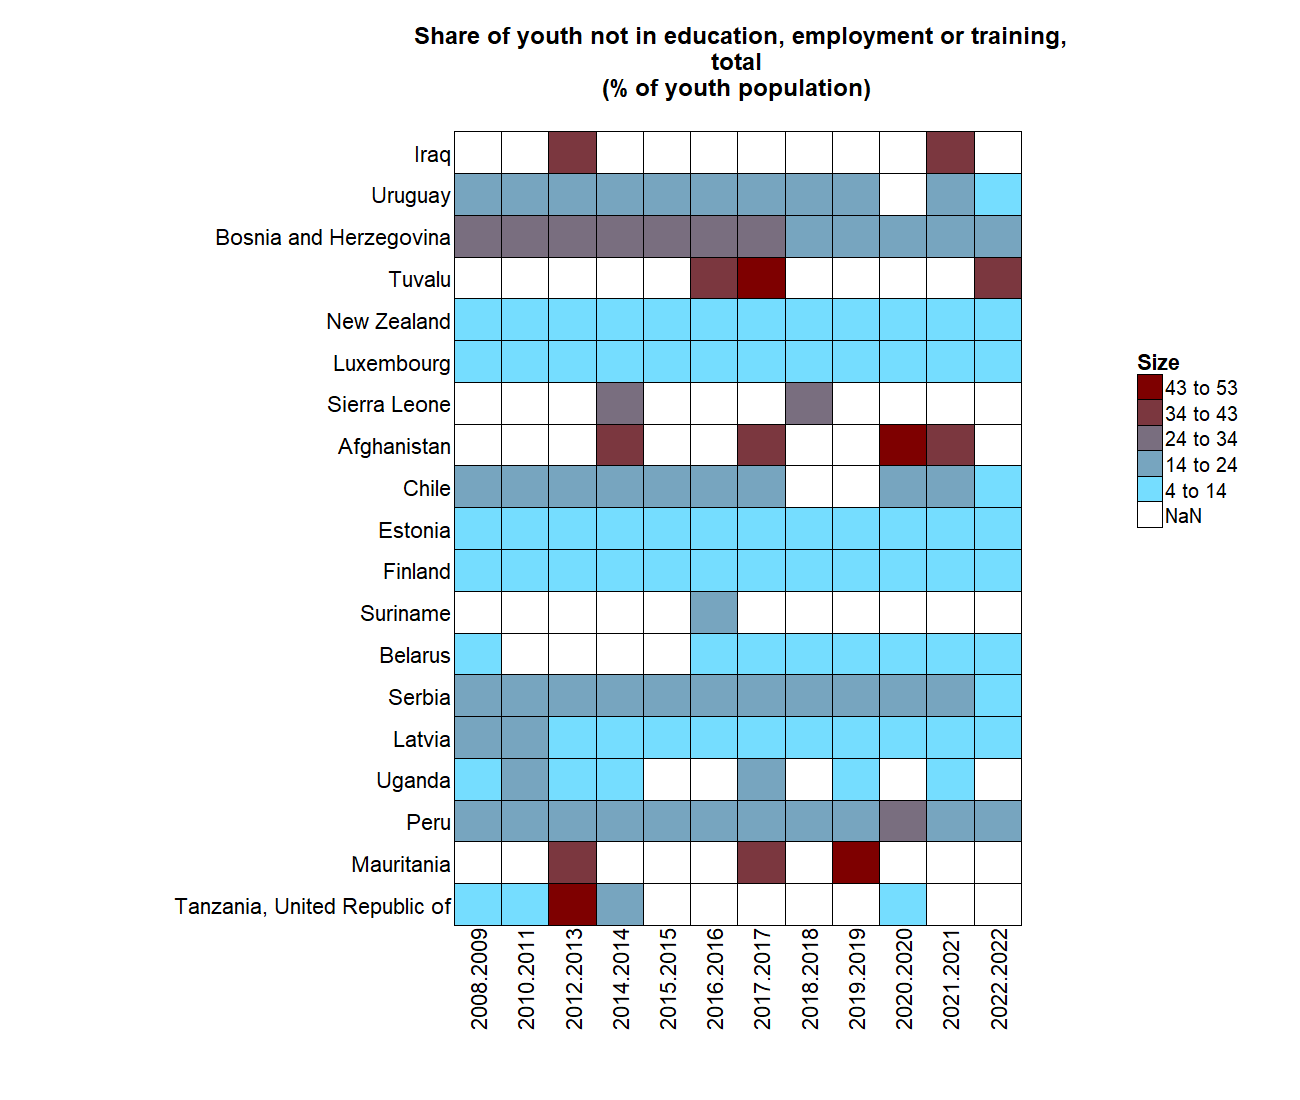 Share of youth not in education, employment or training,
total
(% of youth population)
Iraq
Uruguay
Bosnia and Herzegovina
Tuvalu
New Zealand
Luxembourg
Sierra Leone
Afghanistan
Chile
Estonia
Finland
Suriname
Belarus
Serbia
Latvia
Uganda
Peru
Mauritania
Tanzania, United Republic of
2008.2009
2010.2011
2012.2013
2014.2014
2015.2015
2016.2016
2017.2017
2018.2018
2019.2019
2020.2020
2021.2021
2022.2022
Size
43 to 53
34 to 43
24 to 34
14 to 24
4 to 14
NaN